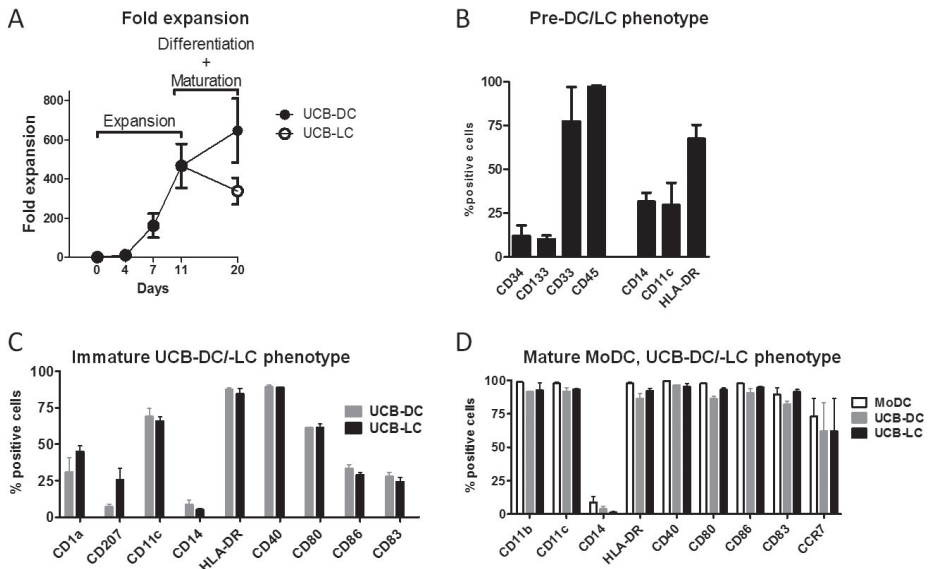 A
Fold expansion
Differentiation
+
Maturation
Expansion
UCB-DC
UCB-LC
Fold expansion
800
600
400
200
0
0 4 7 11 20
Days
B
Pre-DC/LC phenotype
%positive cells
100
75
50
25
0
CD34 CD133 CD33 CD45 CD14 CD11c HLA-DR
C
Immature UCB-DC/-LC phenotype
% positive cells
100
75
50
25
0
UCB-DC
UCB-LC
CD1a CD207 CD11c CD14 HLA-DR CD40 CD80 CD86 CD83
D
Mature MoDC, UCB-DC/-LC phenotype
% positive cells
100
75
50
25
0
MoDC
UCB-DC
UCB-LC
CD11b CD11c CD14 HLA-DR CD40 CD80 CD86 CD83 CCR7